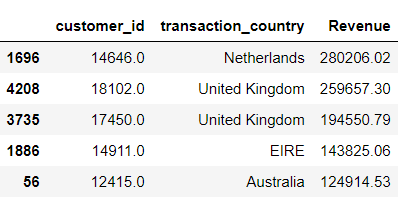 customer_id transaction_country Revenue
1696 14646.0 Netherlands 280206.02
4208 18102.0 United Kingdom 259657.30
3735 17450.0 United Kingdom 194550.79
1886 14911.0 EIRE 143825.06
56 12415.0 Australia 124914.53